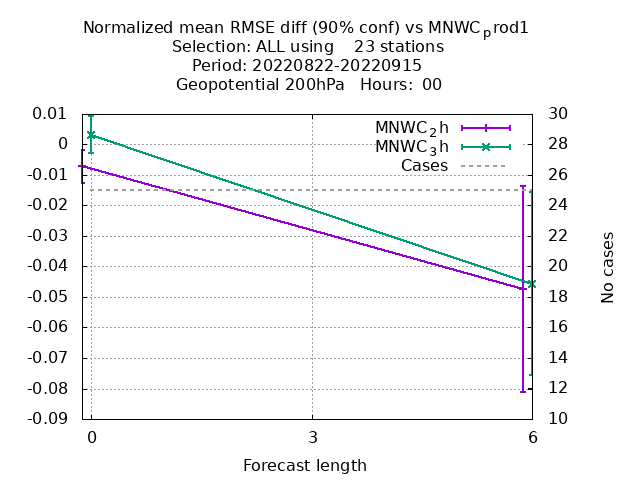 Normalized mean RMSE diff (90% conf) vs MNWCprod1
Selection: ALL using    23 stations
Period: 20220822-20220915
Geopotential 200hPa   Hours:  00
0.01
0
-0.01
-0.02
-0.03
-0.04
-0.05
-0.06
-0.07
-0.08
-0.09
30
28
26
24
22
20
18
16
14
12
10
MNWC2h
MNWC3h
Cases
No cases
0
3
6
Forecast length